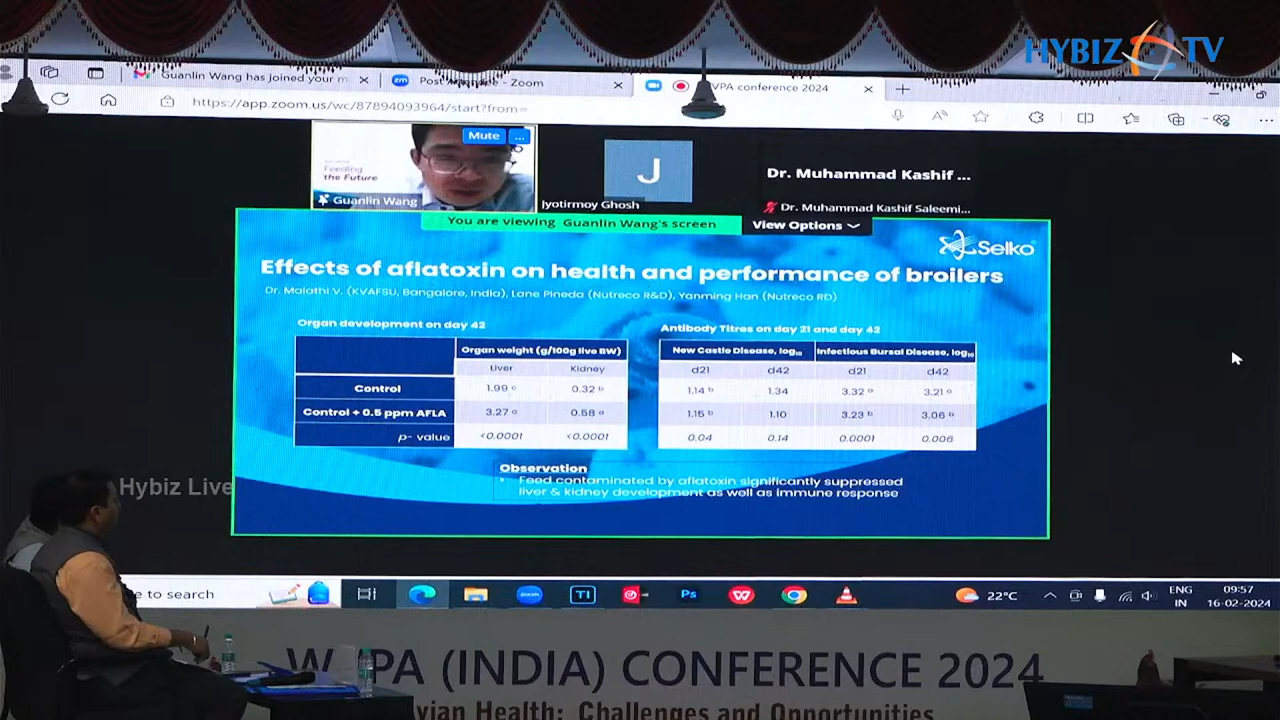 HYBIZ TV
Guanlin Wang has joined your m
Zoom
VPA conference 2024
https://app.zoom.us/wc/87894093964/start?from=
Feeding
the Future
Mute
...
Guanlin Wang
J
Jyotirmoy Ghosh
Dr. Muhammad Kashif ...
Dr. Muhammad Kashif Saleemi...
You are viewing Guanlin Wang's screen
View Options
Selko
Effects of aflatoxin on health and performance of broilers
Dr. Malathi V. (KVAFSU, Bangalore, India), Lane Pineda (Nutreco R&D), Yanming Han (Nutreco RD)
Organ development on day 42
Organ weight (g/100g live BW)
Liver Kidney
Control 1.99 0.32 b
Control + 0.5 ppm AFLA 3.27 a 0.58 a
p- value <0.0001 <0.0001
Antibody Titres on day 21 and day 42
New Castle Disease, log10 Infectious Bursal Disease, log10
d21 d42 d21 d42
1.14 b 1.34 3.32 a 3.21 a
1.15 b 1.10 3.23 b 3.06 b
0.04 0.14 0.0001 0.006
Observation
• Feed contaminated by aflatoxin significantly suppressed
liver & kidney development as well as immune response
Hybiz Live
e to search
22°C
ENG
IN
09:57
16-02-2024
VPA (INDIA) CONFERENCE 2024
vian Health: Challenges and Opportunities